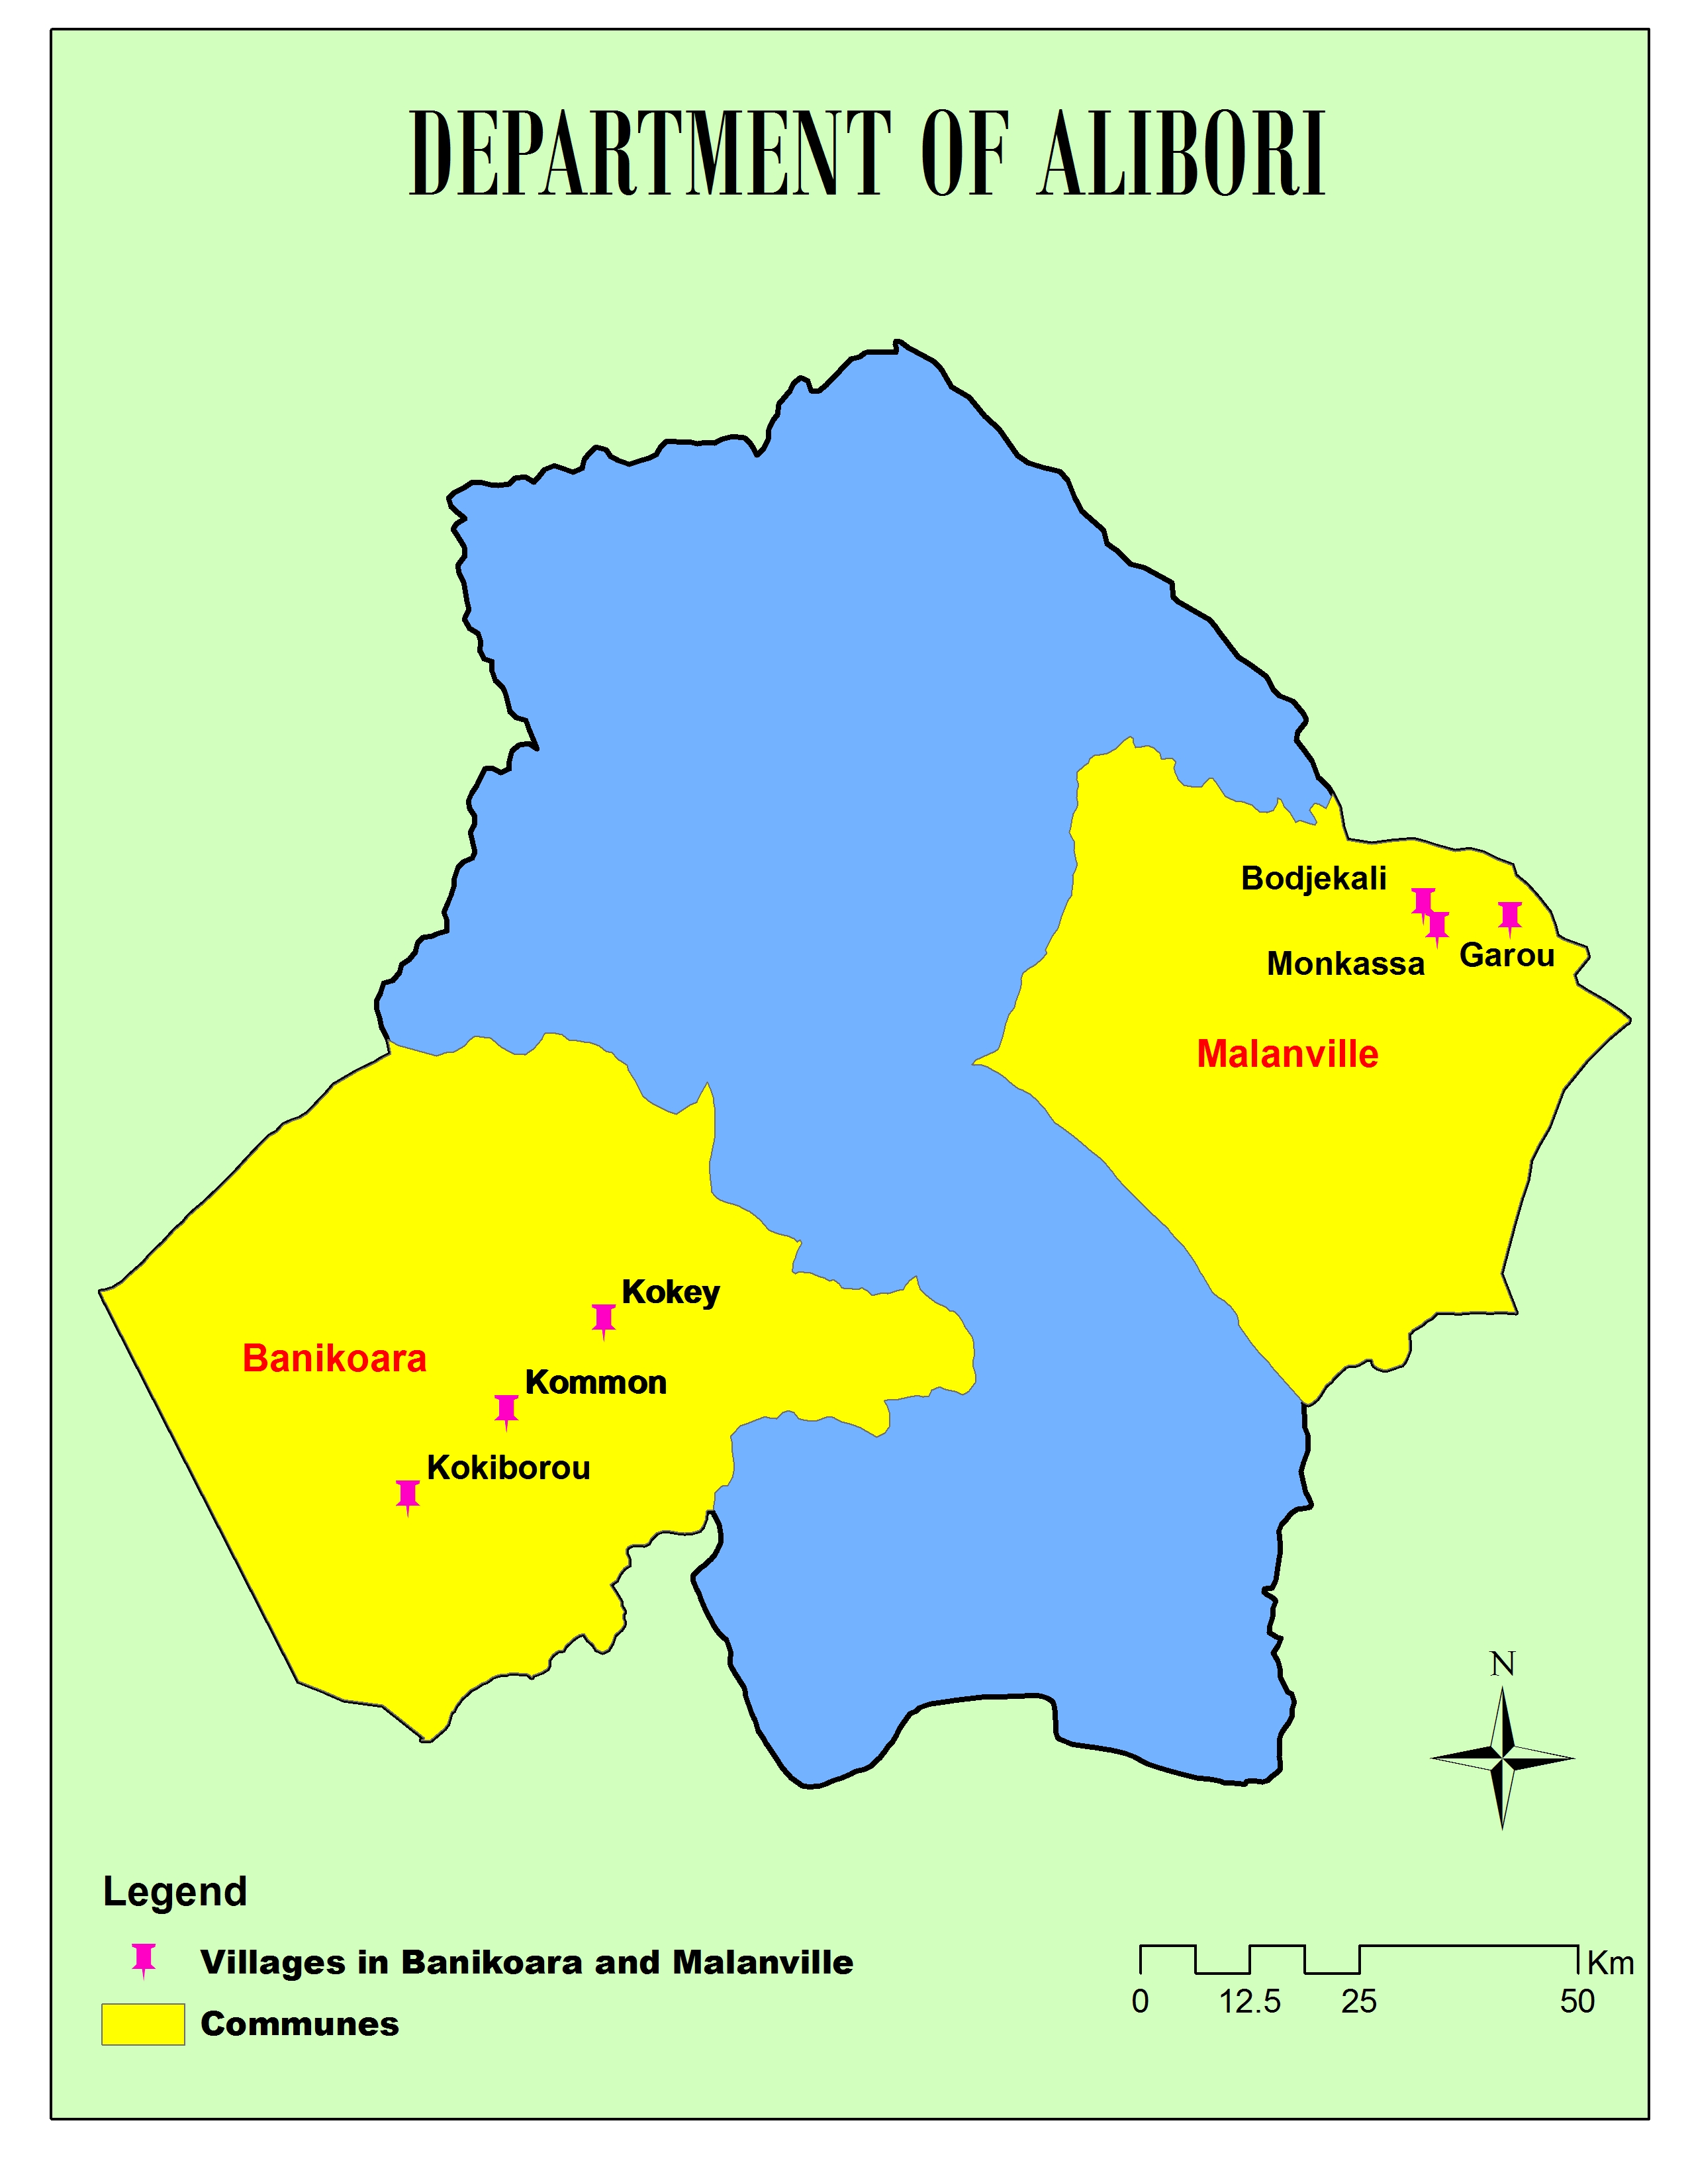 DEPARTMENT OF ALIBORI
Bodjekali
Monkassa
Garou
Malanville
Kokey
Banikoara
Kommon
Kokiborou
N
Legend
Villages in Banikoara and Malanville
Communes
Km
0 12.5 25 50